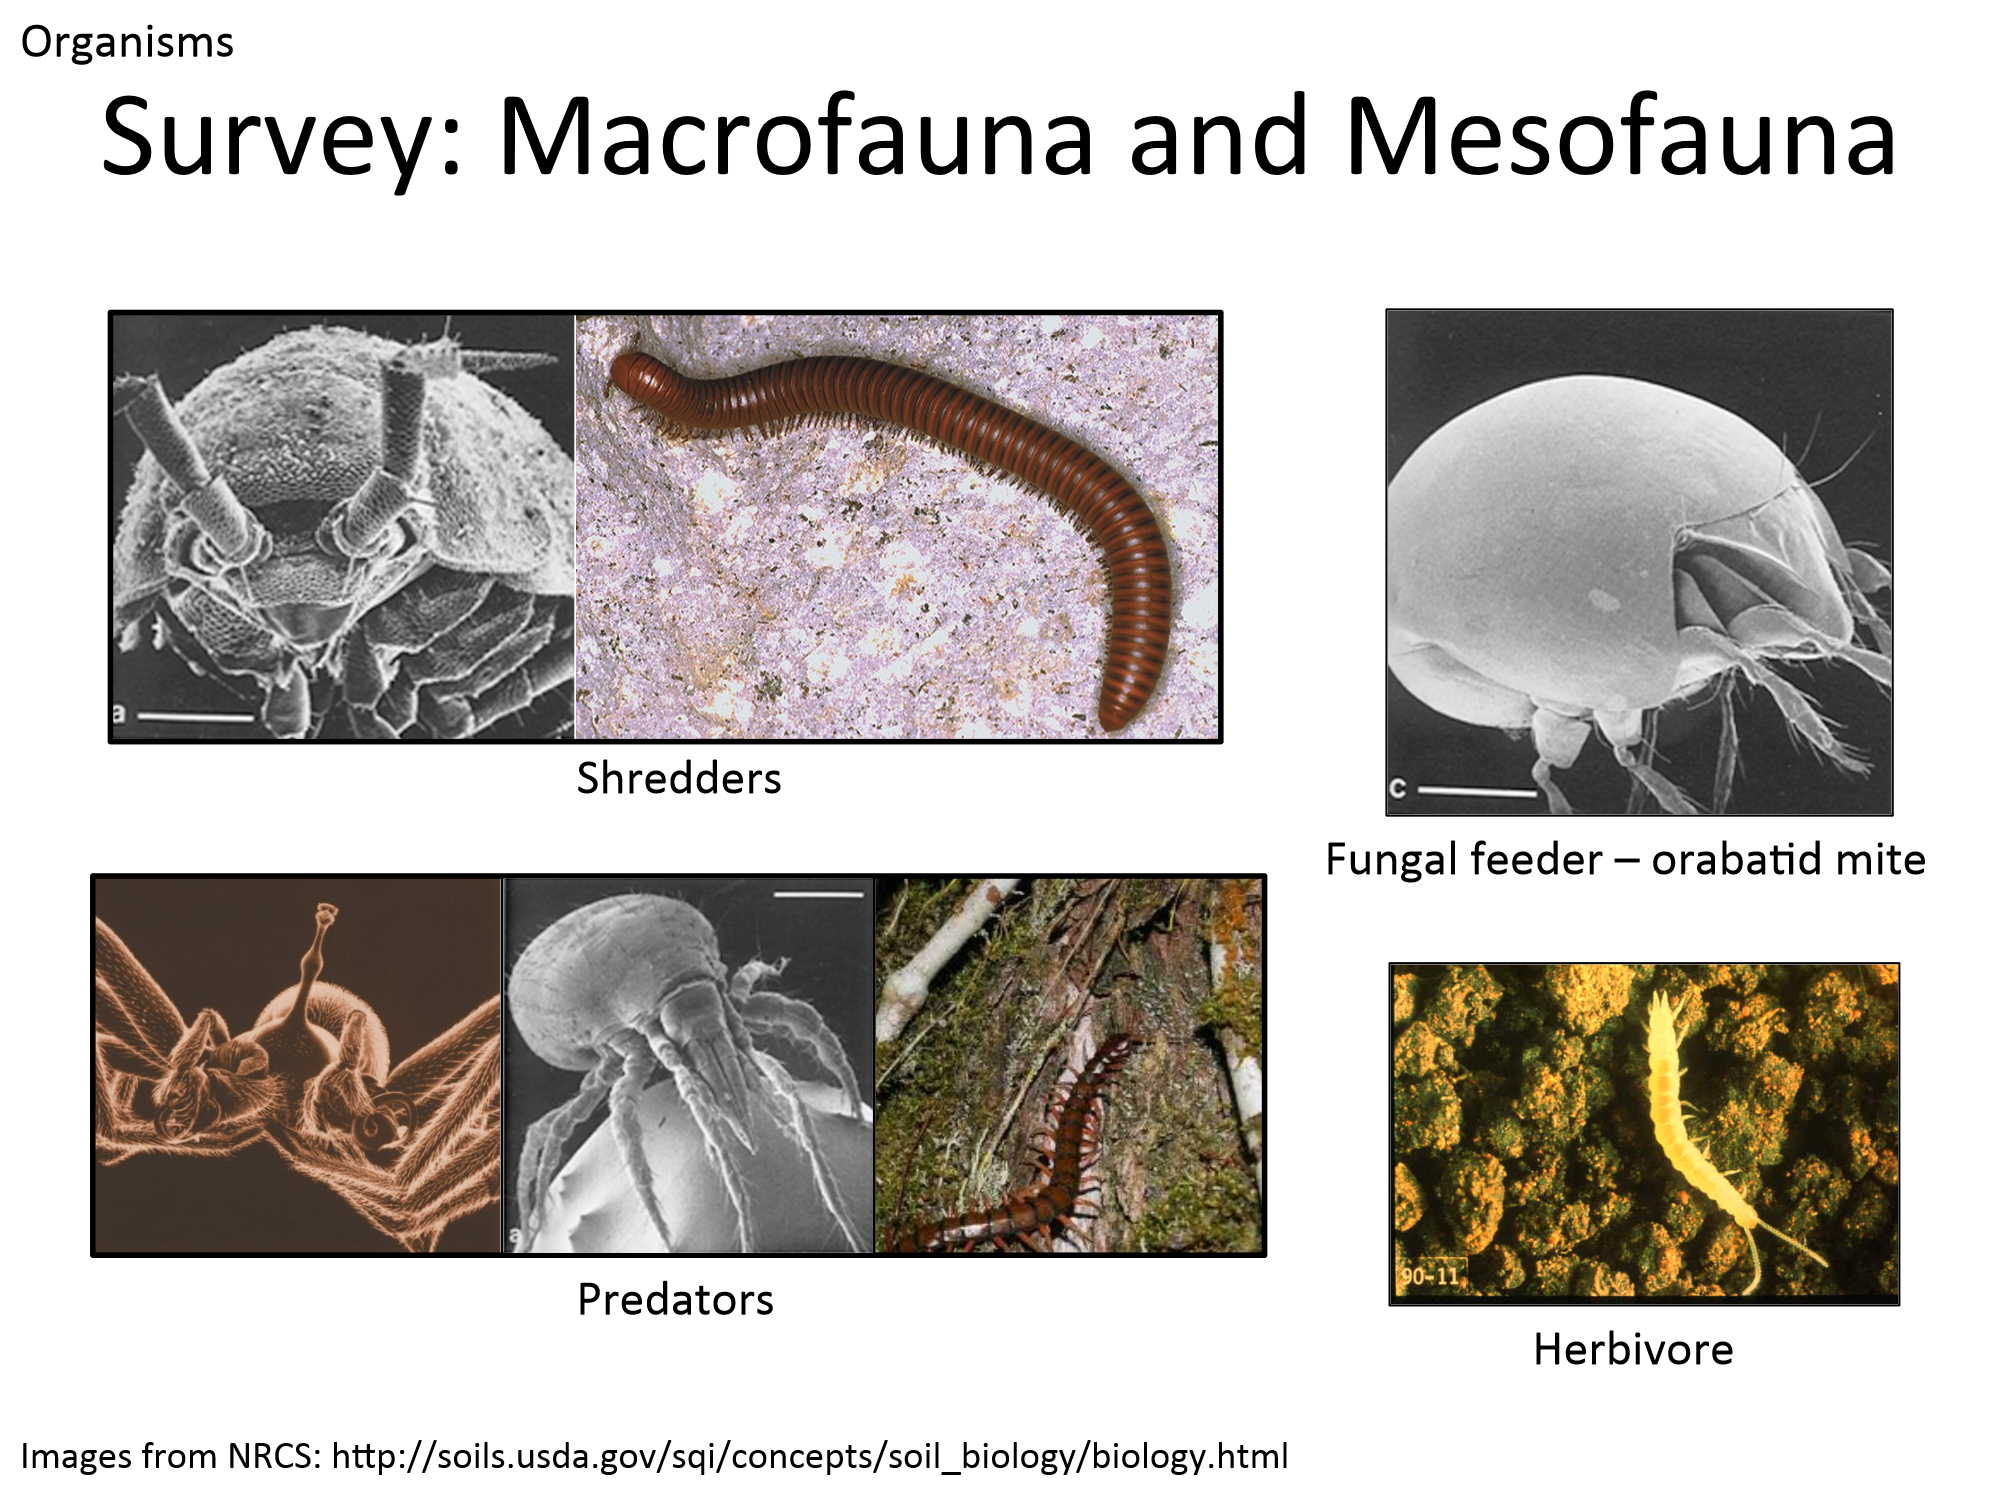 Organisms
Survey: Macrofauna and Mesofauna
a
Shredders
c
Fungal feeder – orabatid mite
a
Predators
90-11
Herbivore
Images from NRCS: http://soils.usda.gov/sqi/concepts/soil_biology/biology.html